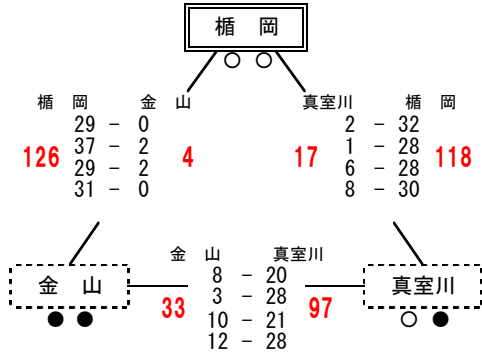 楯　岡
○ ○
楯　岡　　金　山
29 － 0
37 － 2
29 － 2
31 － 0
126　4
真室川　　楯　岡
2 － 32
1 － 28
6 － 28
8 － 30
17　118
金　山
● ●
金　山　　真室川
8 － 20
3 － 28
10 － 21
12 － 28
33　97
真室川
○ ●